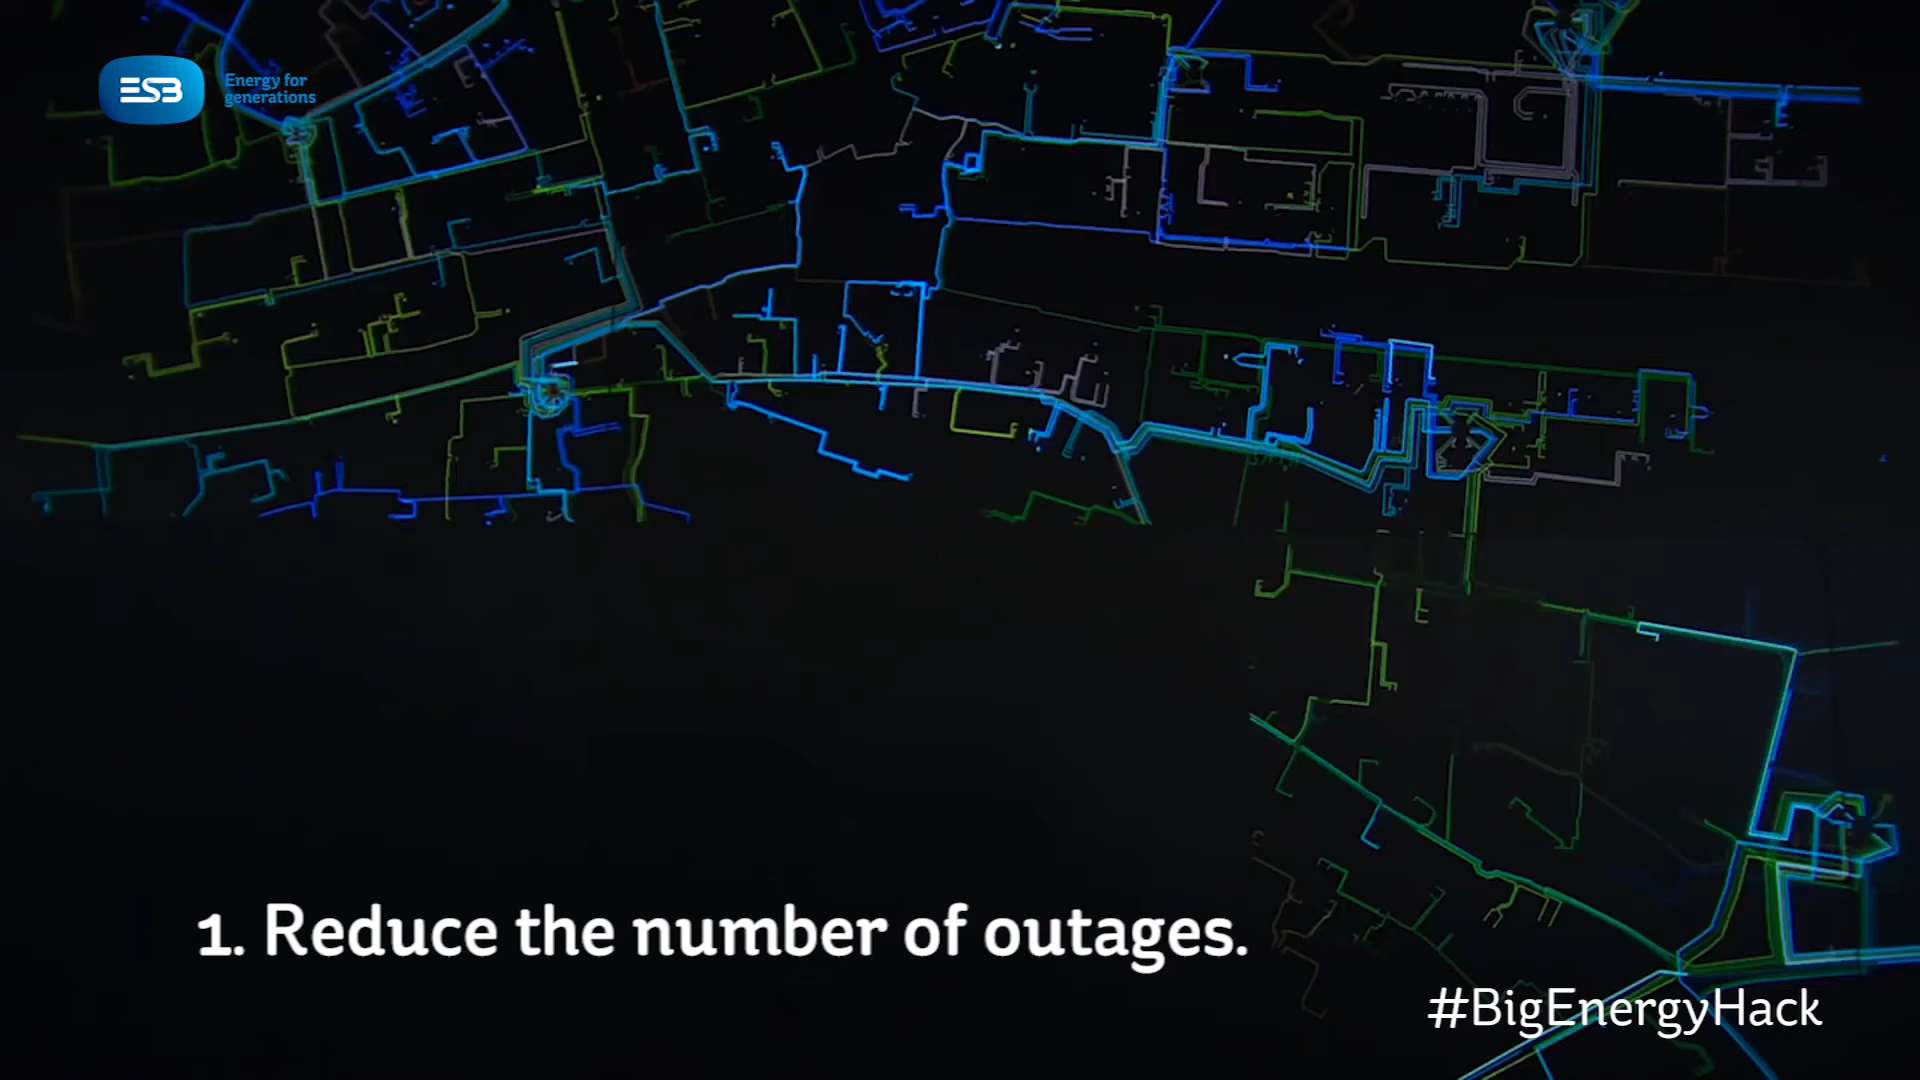 ESB
Energy for
generations
1. Reduce the number of outages.
#BigEnergyHack